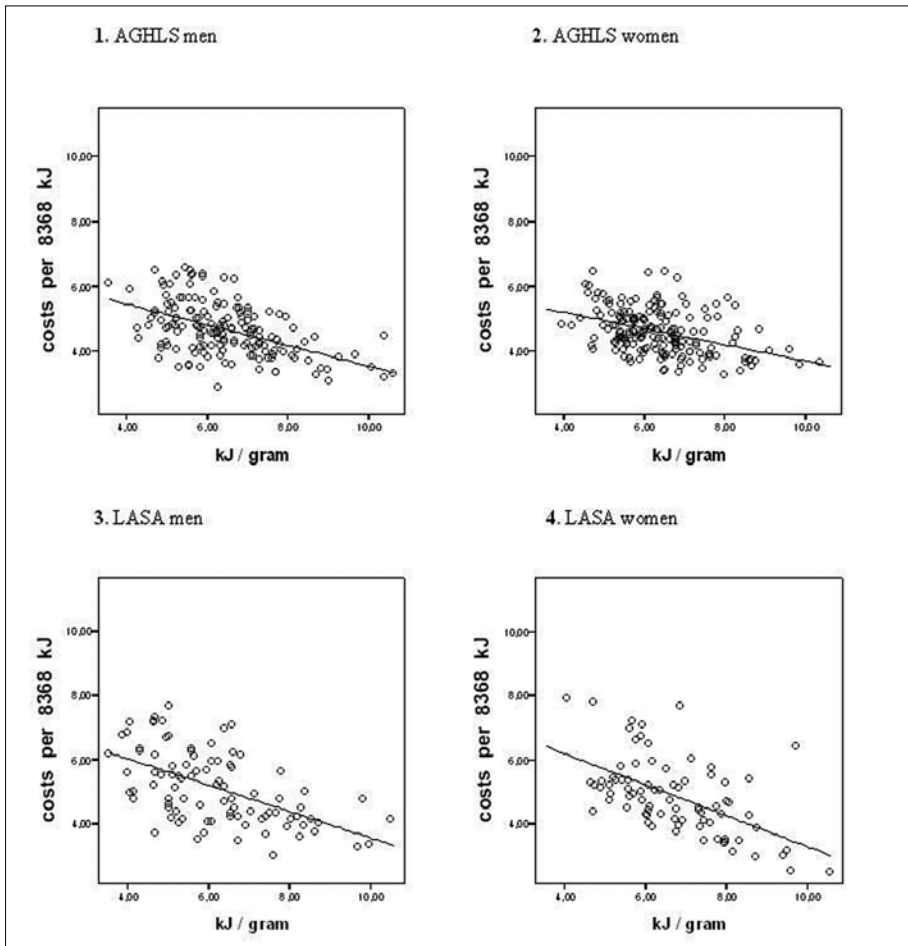 1. AGHLS men
costs per 8368 kJ
10,00
8,00
6,00
4,00
4,00 6,00 8,00 10,00
kJ / gram
2. AGHLS women
costs per 8368 kJ
10,00
8,00
6,00
4,00
4,00 6,00 8,00 10,00
kJ / gram
3. LASA men
costs per 8368 kJ
10,00
8,00
6,00
4,00
4,00 6,00 8,00 10,00
kJ / gram
4. LASA women
costs per 8368 kJ
10,00
8,00
6,00
4,00
4,00 6,00 8,00 10,00
kJ / gram